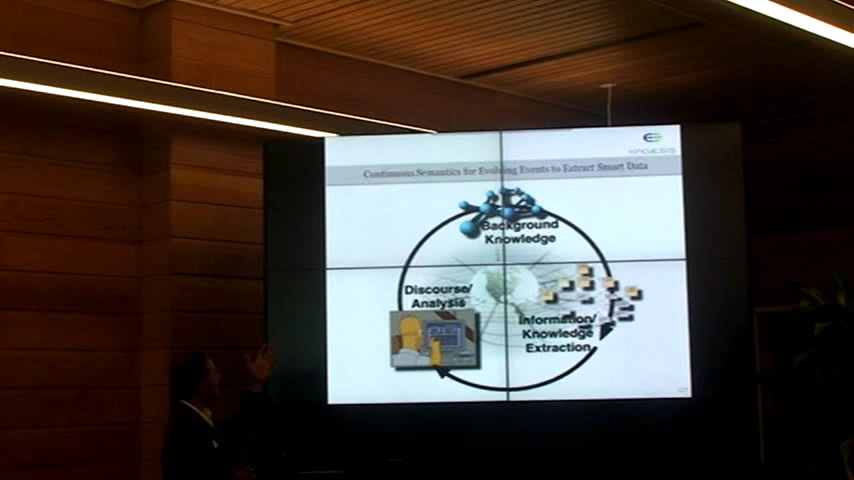 Continuous Semantics for Evolving Events to Extract Smart Data
Background
Knowledge
Discourse/
Analysis
Information/
Knowledge
Extraction